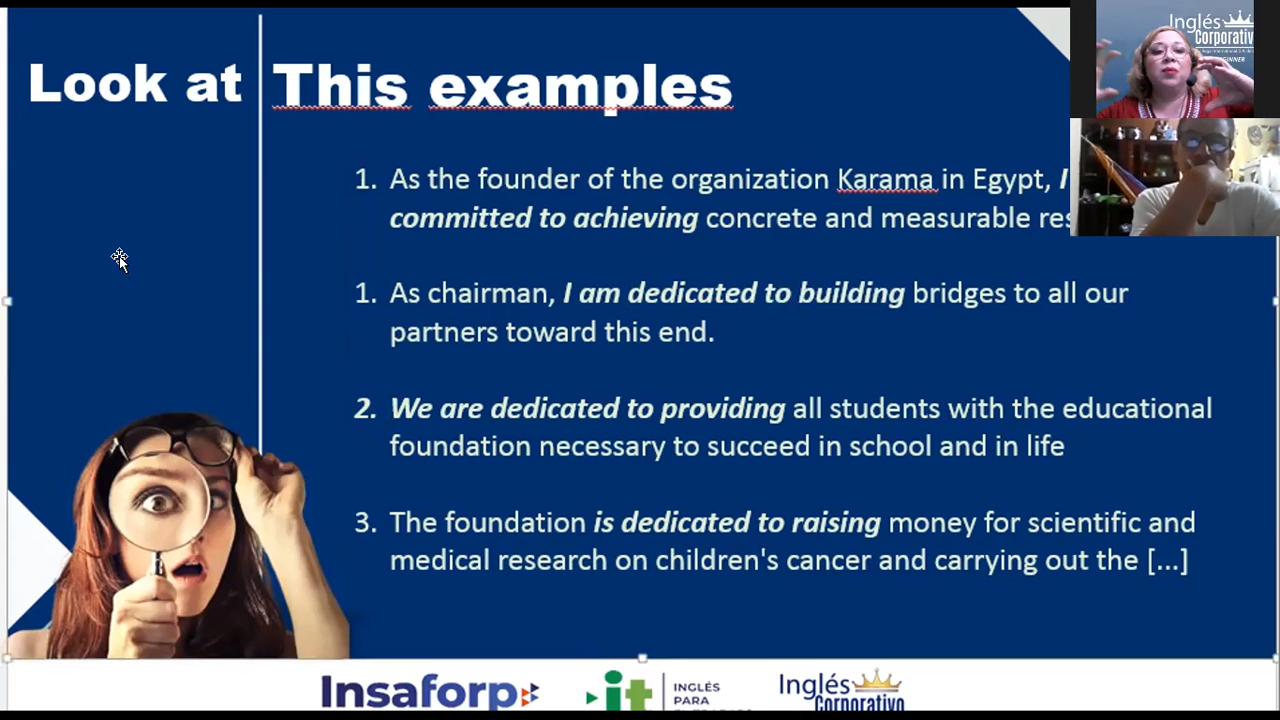 Look at This examples
1. As the founder of the organization Karama in Egypt, I
committed to achieving concrete and measurable res
1. As chairman, I am dedicated to building bridges to all our
partners toward this end.
2. We are dedicated to providing all students with the educational
foundation necessary to succeed in school and in life
3. The foundation is dedicated to raising money for scientific and
medical research on children's cancer and carrying out the [...]
Inglés
Corporativ
Insaforp
it
INGLÉS
PARA
Inglés
Corporativo